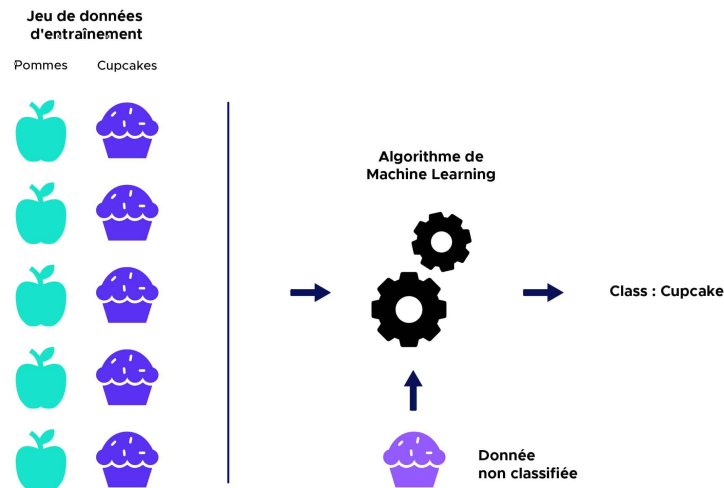 Jeu de données
d'entraînement
Pommes
Cupcakes
Algorithme de
Machine Learning
Class : Cupcake
Donnée
non classifiée